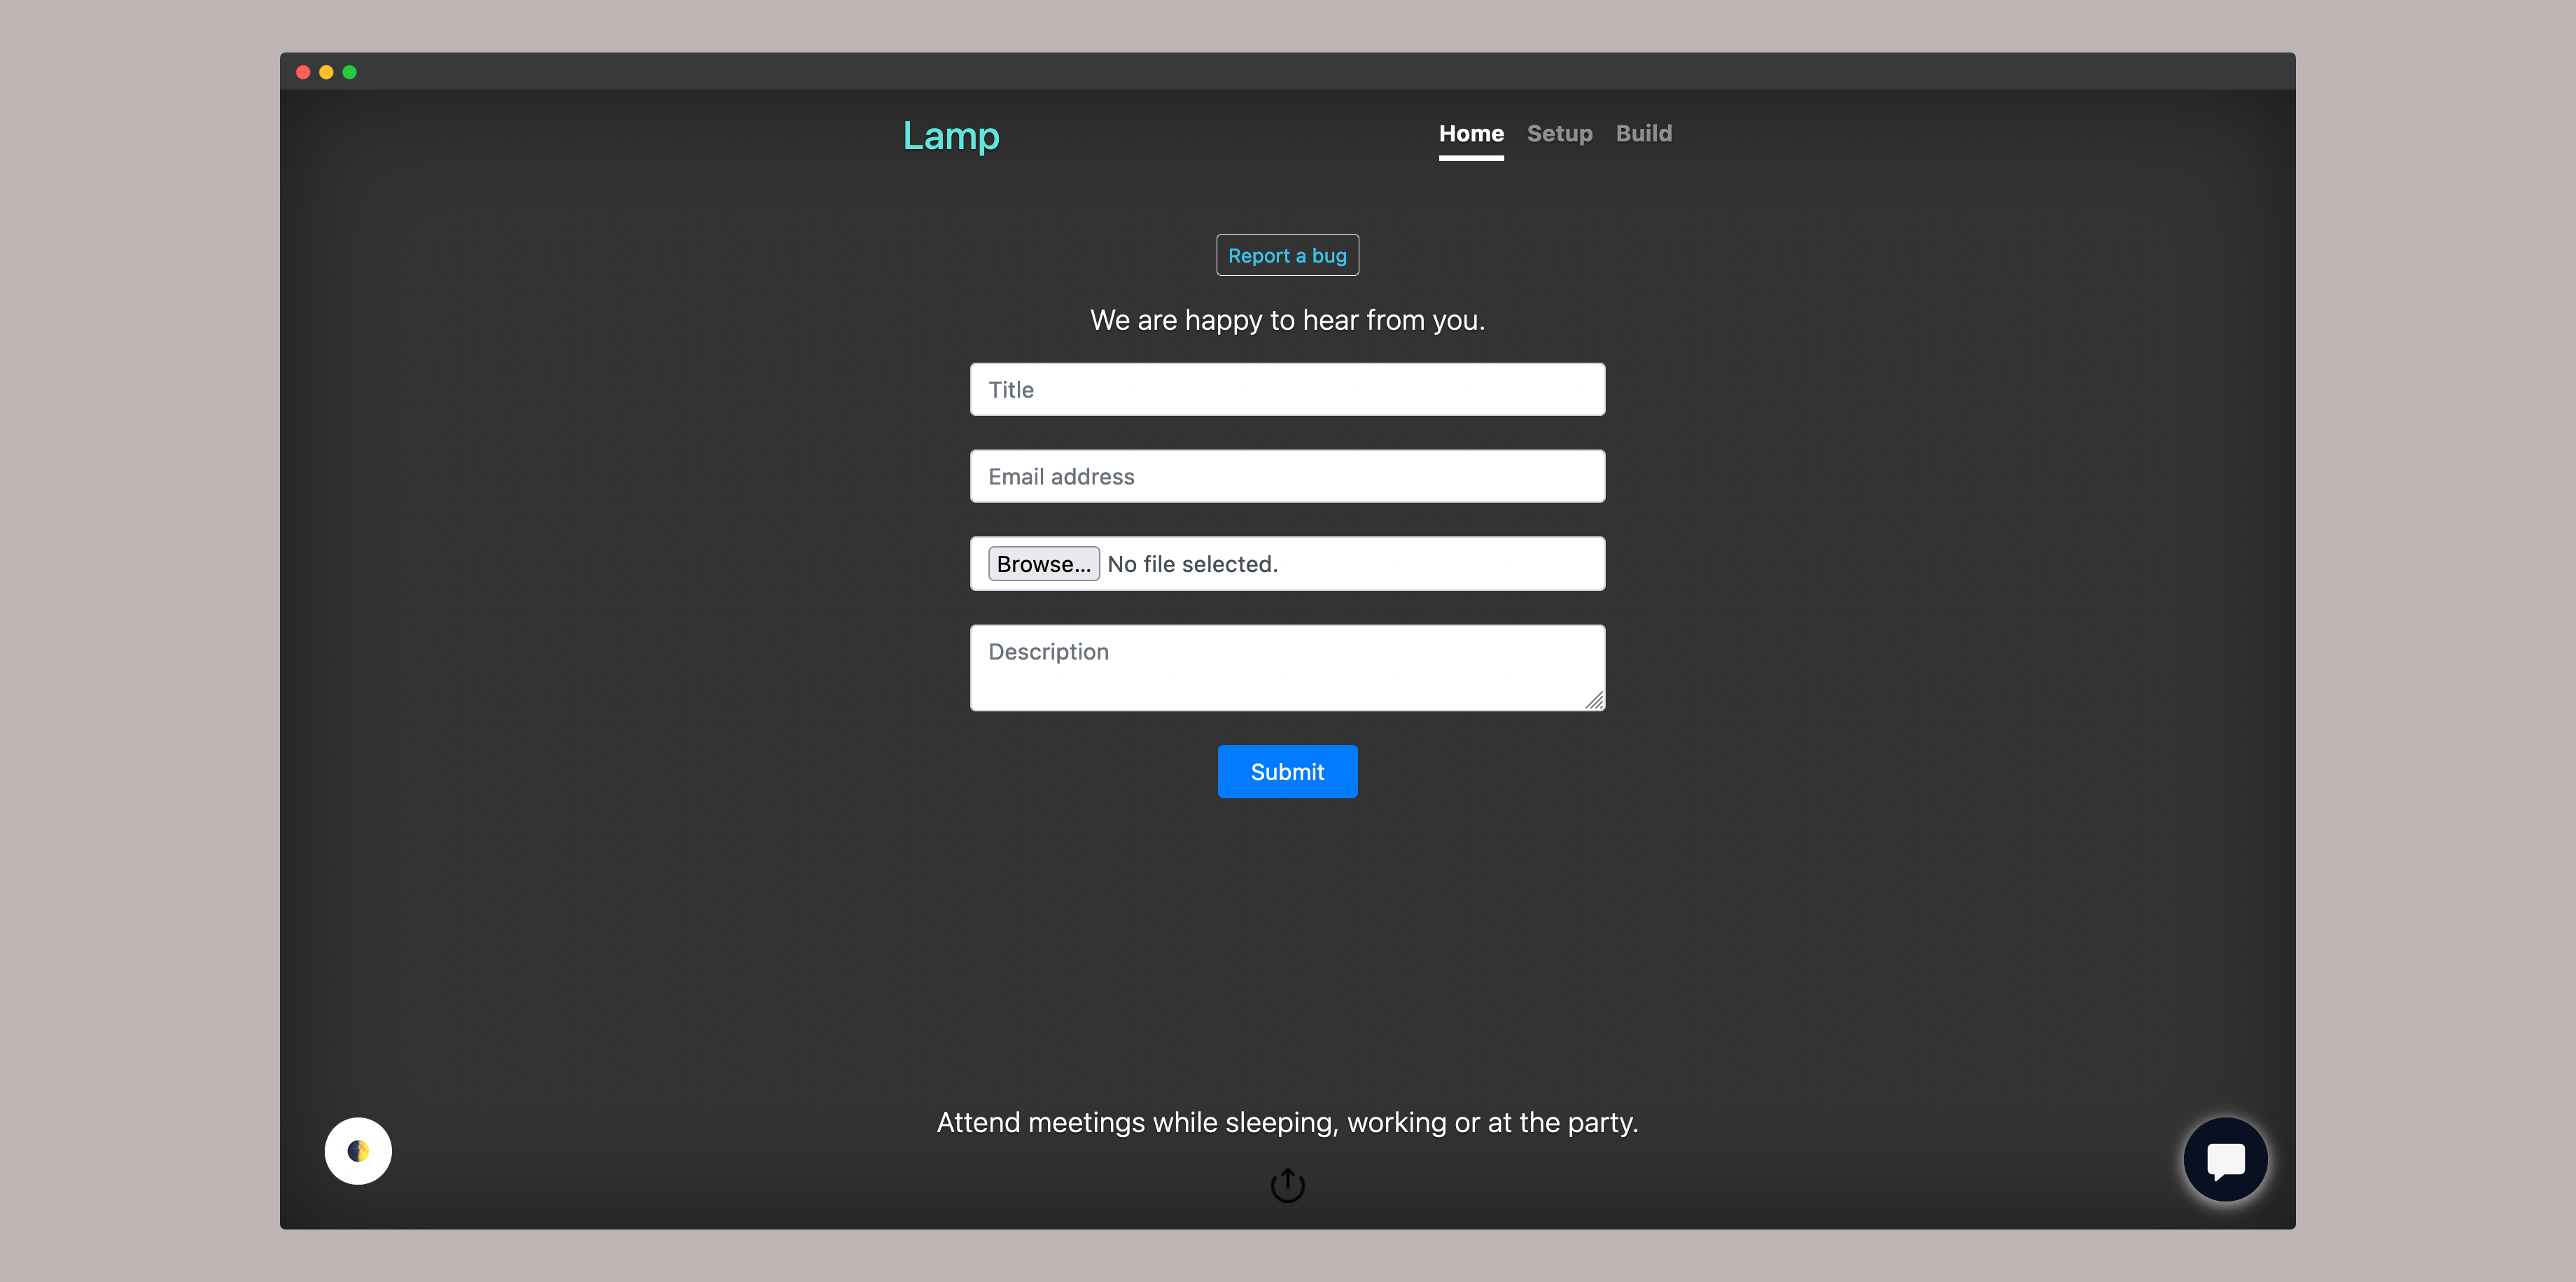 Lamp
Home Setup Build
Report a bug
We are happy to hear from you.
Title
Email address
Browse... No file selected.
Description
Submit
Attend meetings while sleeping, working or at the party.